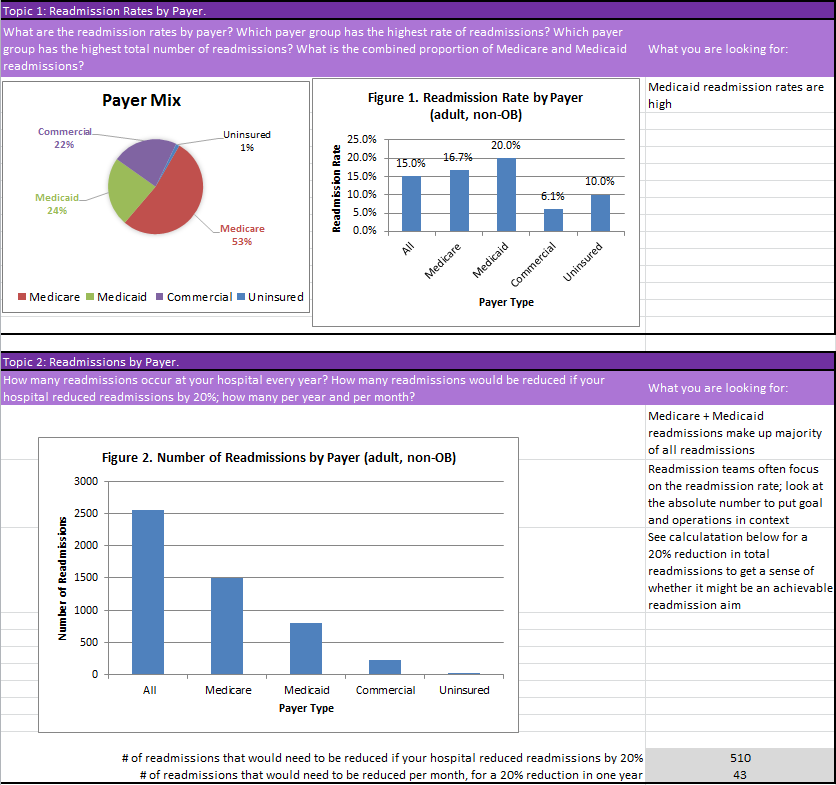 Topic 1: Readmission Rates by Payer.
What are the readmission rates by payer? Which payer group has the highest rate of readmissions? Which payer
group has the highest total number of readmissions? What is the combined proportion of Medicare and Medicaid
readmissions?
What you are looking for:
Medicaid readmission rates are
high
Payer Mix
Commercial
22%
Uninsured
1%
Medicaid
24%
Medicare
53%
Medicare Medicaid Commercial Uninsured
Figure 1. Readmission Rate by Payer
(adult, non-OB)
Readmission Rate
25.0%
20.0%
15.0%
10.0%
5.0%
0.0%
15.0%
16.7%
20.0%
6.1%
10.0%
All
Medicare
Medicaid
Commercial
Uninsured
Payer Type
Topic 2: Readmissions by Payer.
How many readmissions occur at your hospital every year? How many readmissions would be reduced if your
hospital reduced readmissions by 20%; how many per year and per month?
What you are looking for:
Medicare + Medicaid
readmissions make up majority
of all readmissions
Readmission teams often focus
on the readmission rate; look at
the absolute number to put goal
and operations in context
See calculatation below for a
20% reduction in total
readmissions to get a sense of
whether it might be an achievable
readmission aim
Figure 2. Number of Readmissions by Payer (adult, non-OB)
Number of Readmissions
3000
2500
2000
1500
1000
500
0
All
Medicare
Medicaid
Commercial
Uninsured
Payer Type
# of readmissions that would need to be reduced if your hospital reduced readmissions by 20% 510
# of readmissions that would need to be reduced per month, for a 20% reduction in one year 43